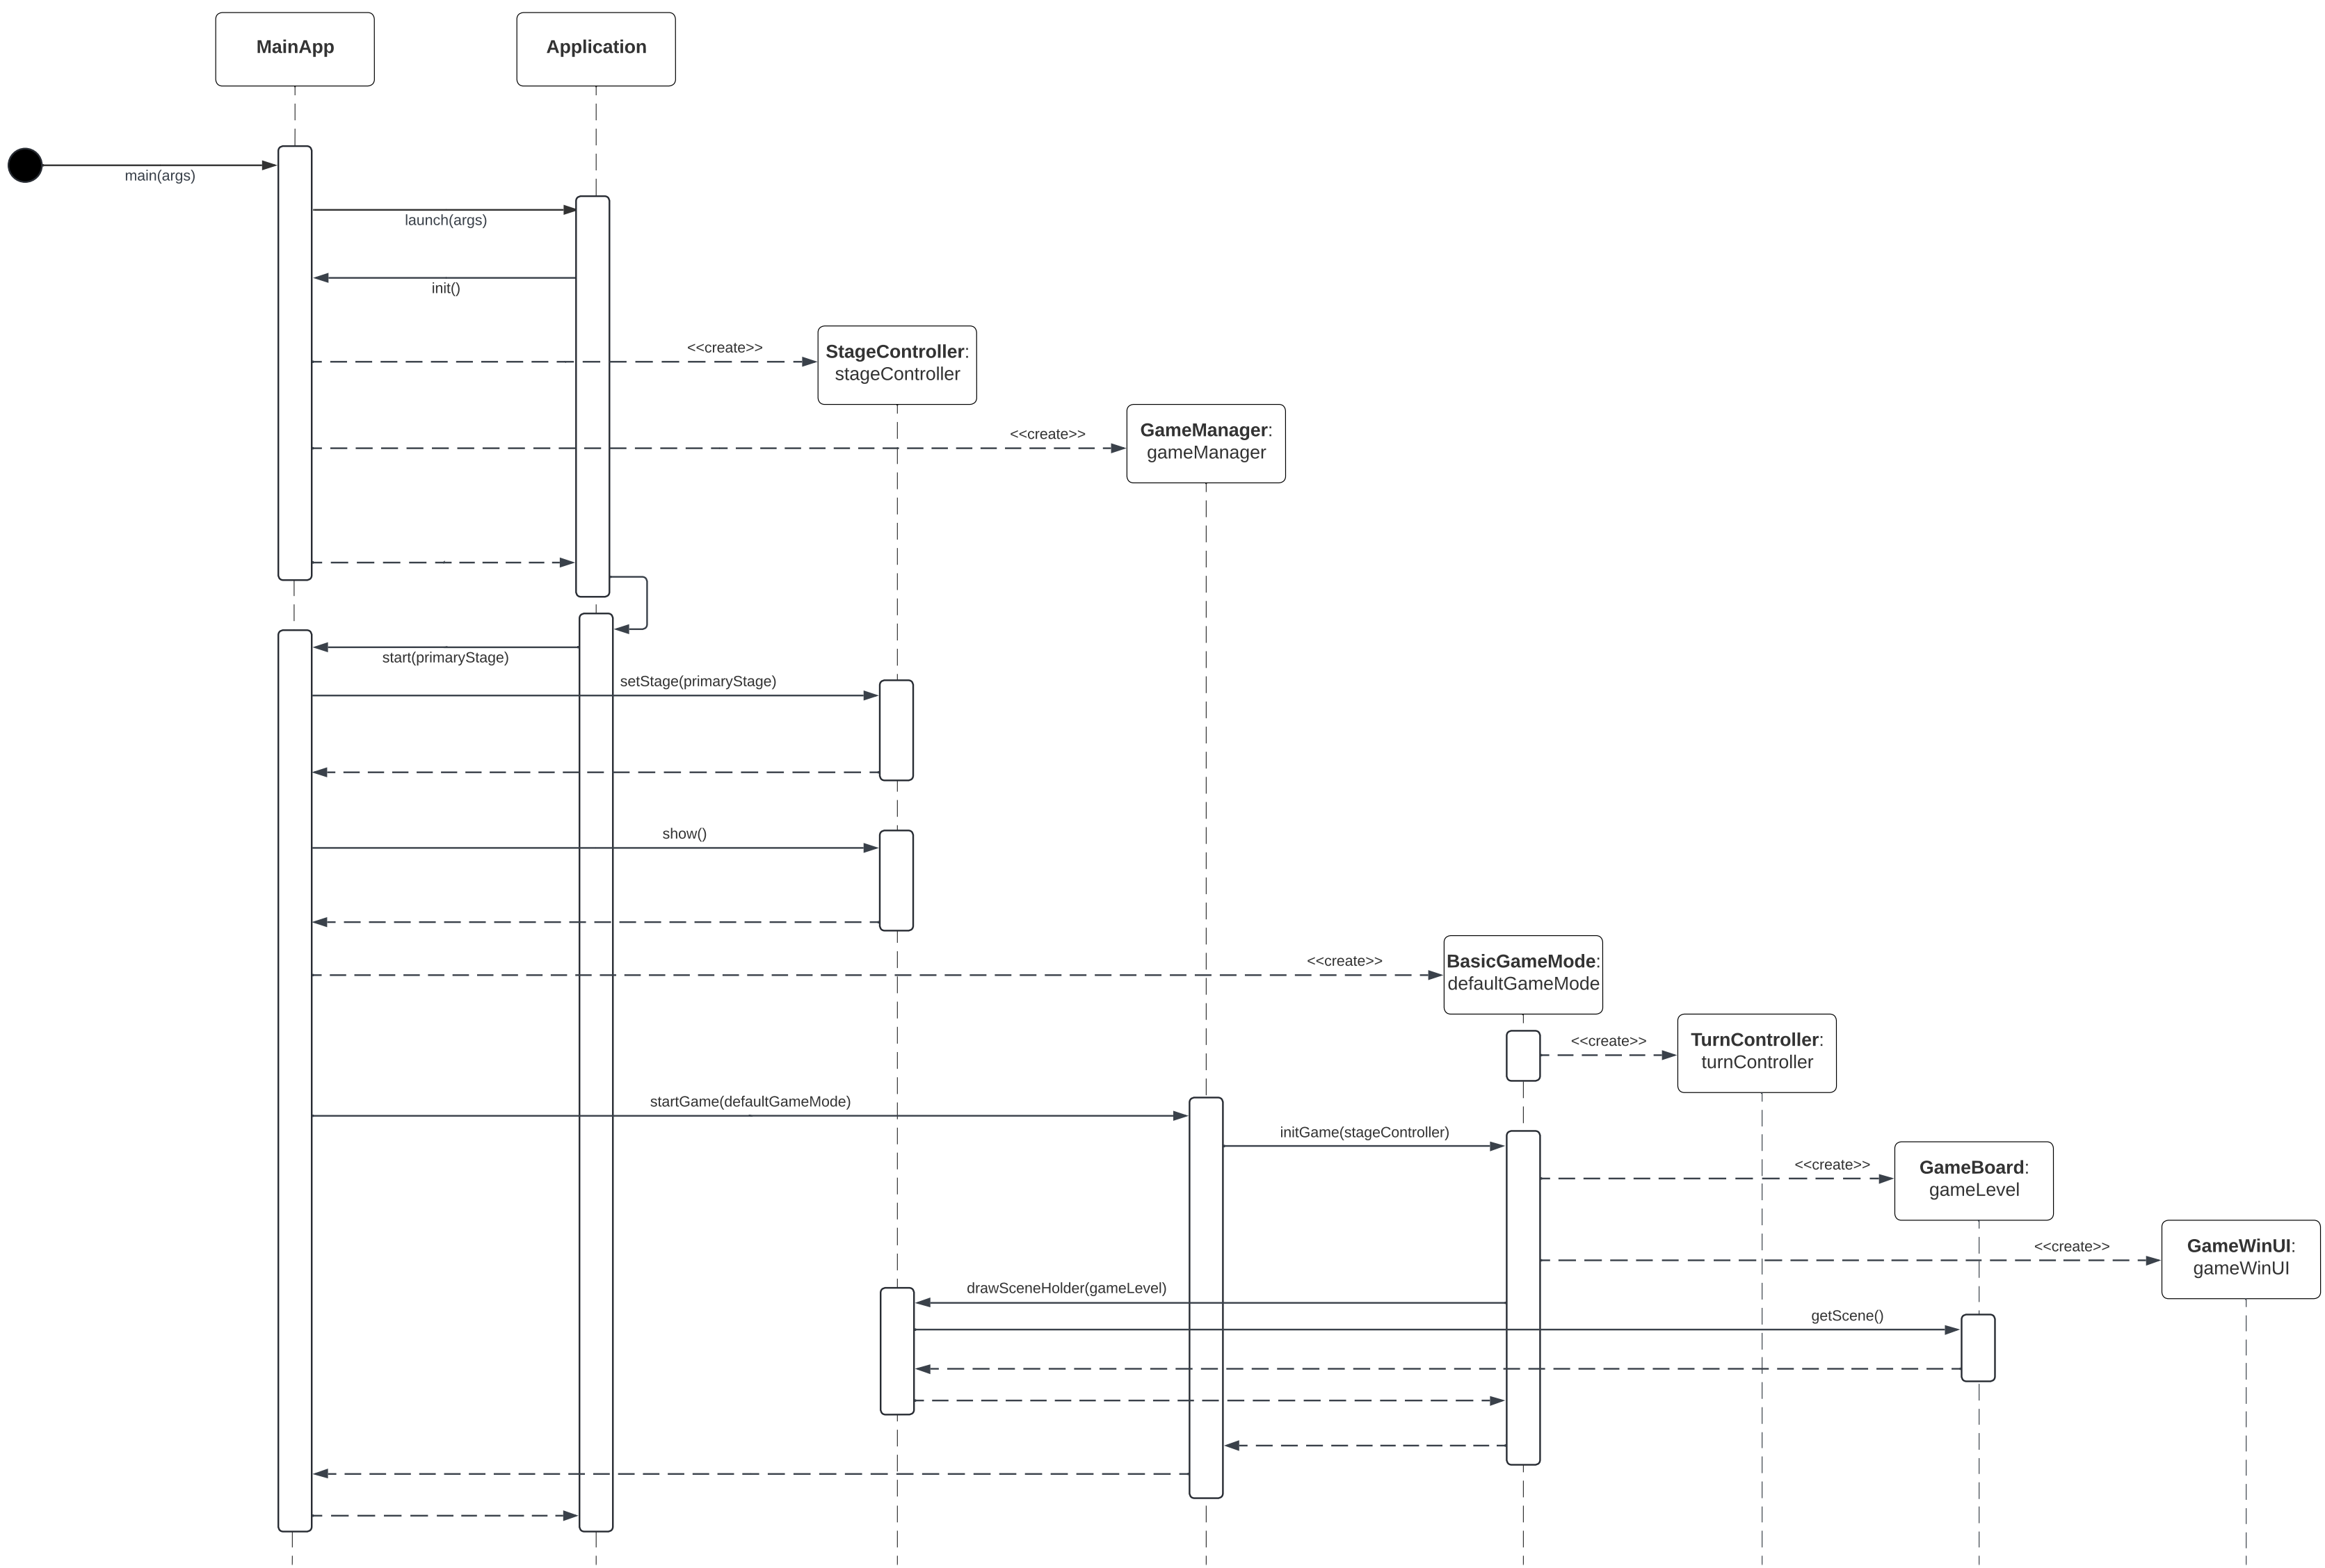 MainApp
Application
main(args)
launch(args)
init()
<<create>>
StageController:
stageController
<<create>>
GameManager:
gameManager
start(primaryStage)
setStage(primaryStage)
show()
<<create>>
BasicGameMode:
defaultGameMode
<<create>>
TurnController:
turnController
startGame(defaultGameMode)
initGame(stageController)
<<create>>
GameBoard:
gameLevel
<<create>>
GameWinUI:
gameWinUI
drawSceneHolder(gameLevel)
getScene()